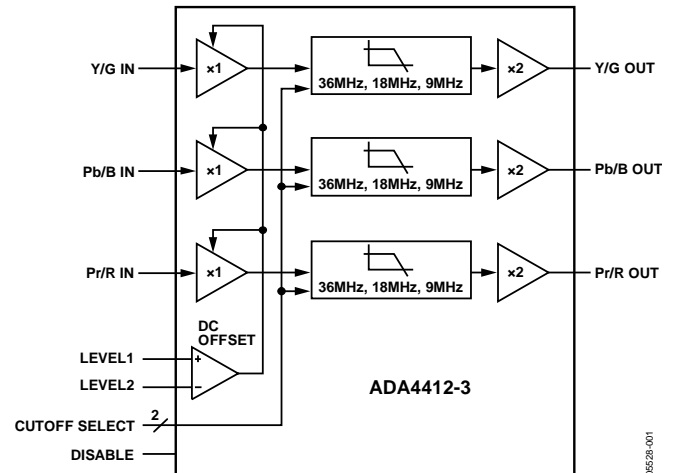 Y/G IN
×1
36MHz, 18MHz, 9MHz
×2
Y/G OUT
Pb/B IN
×1
36MHz, 18MHz, 9MHz
×2
Pb/B OUT
Pr/R IN
×1
36MHz, 18MHz, 9MHz
×2
Pr/R OUT
DC
OFFSET
LEVEL1
+
LEVEL2
−
ADA4412-3
CUTOFF SELECT
2
DISABLE
05528-001